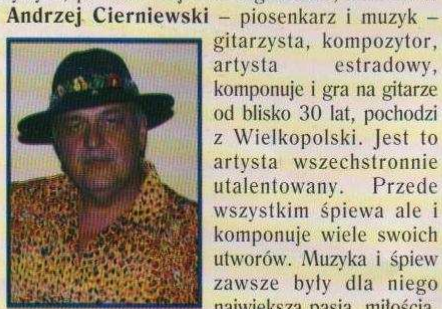 Andrzej Cierniewski – piosenkarz i muzyk –
gitarzysta, kompozytor,
artysta estradowy,
komponuje i gra na gitarze
od blisko 30 lat, pochodzi
z Wielkopolski. Jest to
artysta wszechstronnie
utalentowany. Przede
wszystkim śpiewa ale i
komponuje wiele swoich
utworów. Muzyka i śpiew
zawsze były dla niego
największą pasją, miłością,